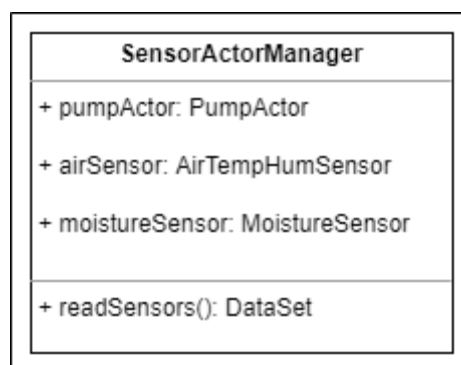 SensorActorManager
+ pumpActor: PumpActor
+ airSensor: AirTempHumSensor
+ moistureSensor: MoistureSensor
+ readSensors(): DataSet